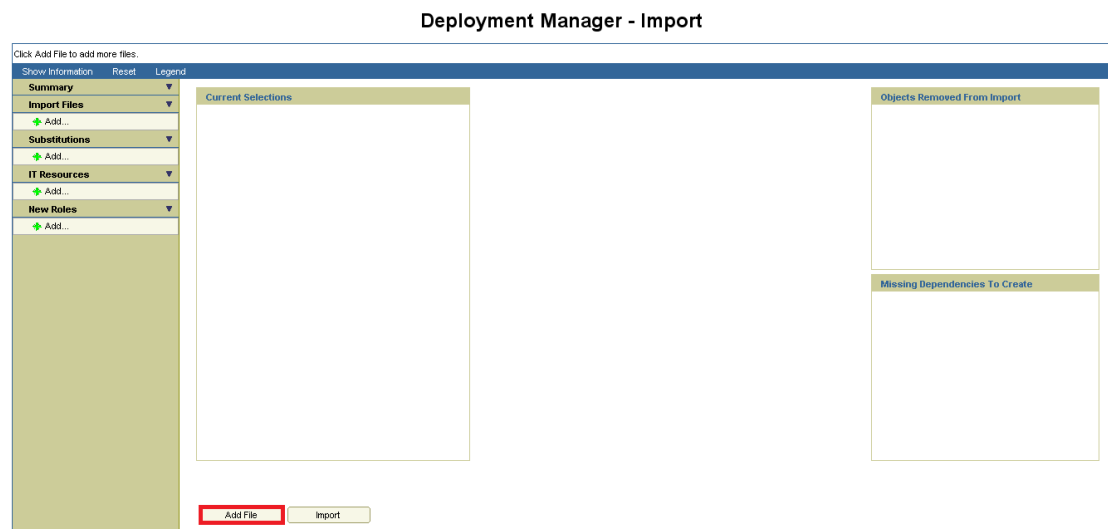 Deployment Manager - Import
Click Add File to add more files.
Show Information Reset Legend
Summary
Import Files
Add...
Substitutions
Add...
IT Resources
Add...
New Roles
Add...
Current Selections
Objects Removed From Import
Missing Dependencies To Create
Add File Import